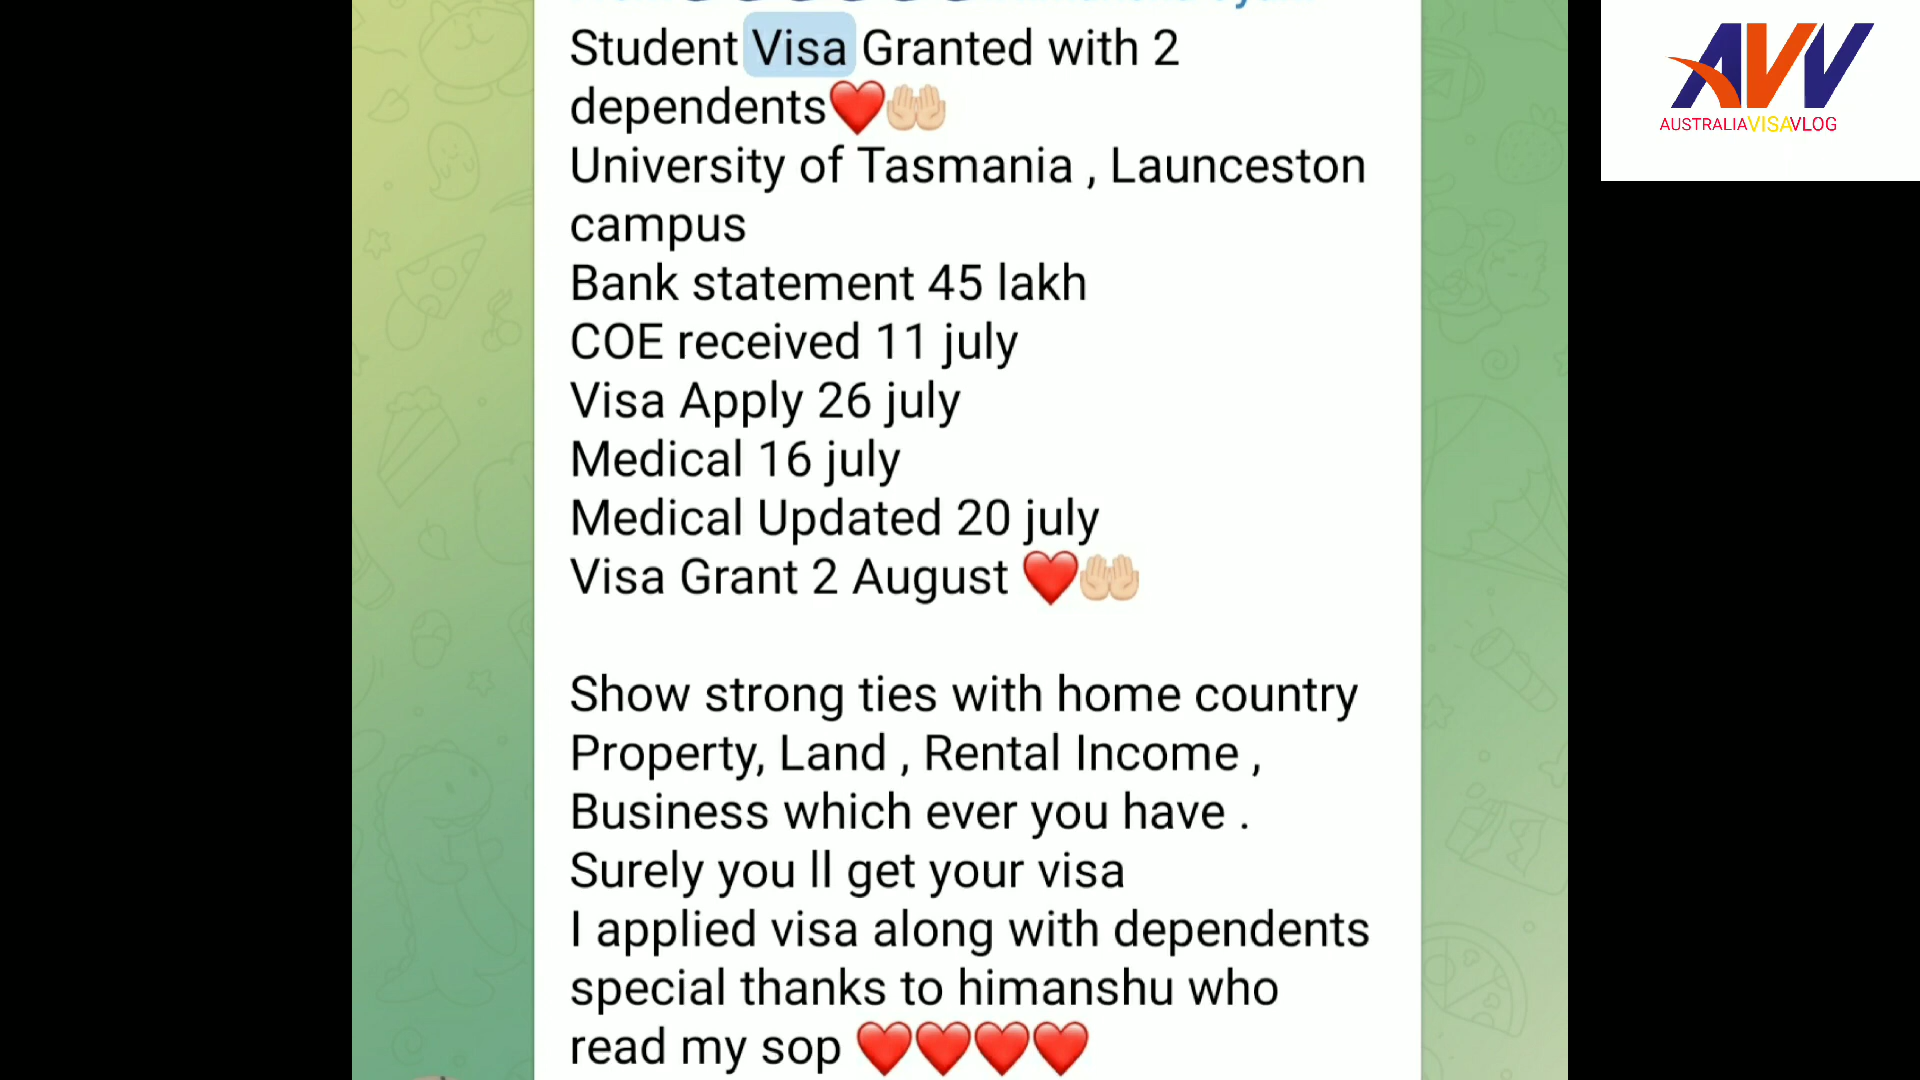 Student Visa Granted with 2
dependents❤️🤲🏻
University of Tasmania , Launceston
campus
Bank statement 45 lakh
COE received 11 july
Visa Apply 26 july
Medical 16 july
Medical Updated 20 july
Visa Grant 2 August ❤️🤲🏻
Show strong ties with home country
Property, Land , Rental Income ,
Business which ever you have .
Surely you ll get your visa
I applied visa along with dependents
special thanks to himanshu who
read my sop ❤️❤️❤️❤️
AVV
AUSTRALIAVISAVLOG